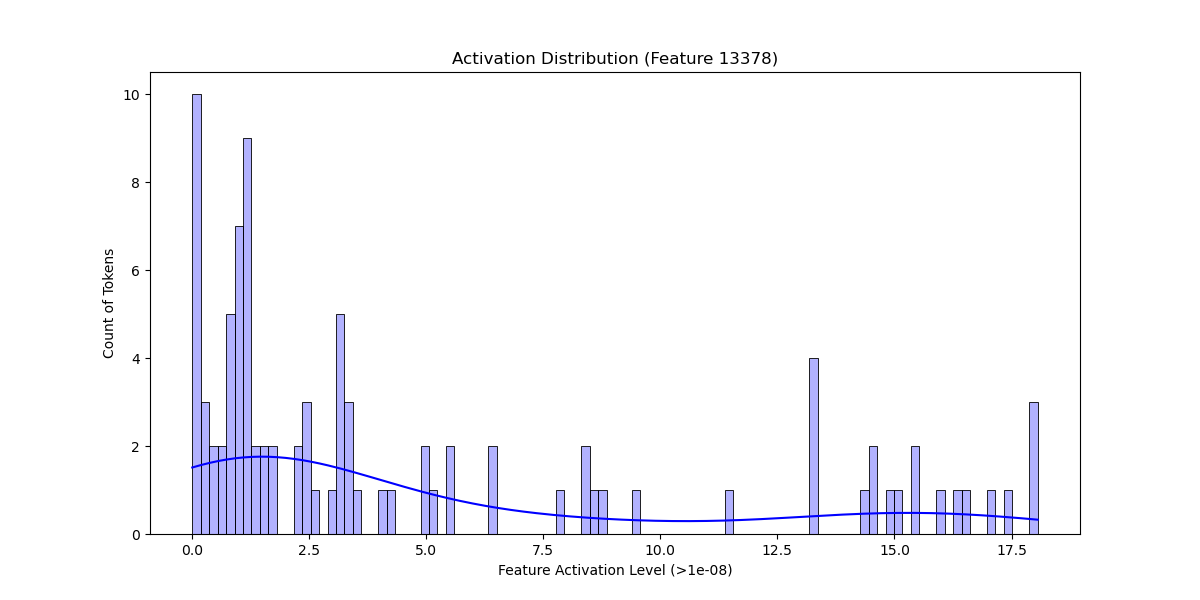 Activation Distribution (Feature 13378)
10
8
6
4
2
0
Count of Tokens
0.0 2.5 5.0 7.5 10.0 12.5 15.0 17.5
Feature Activation Level (>1e-08)